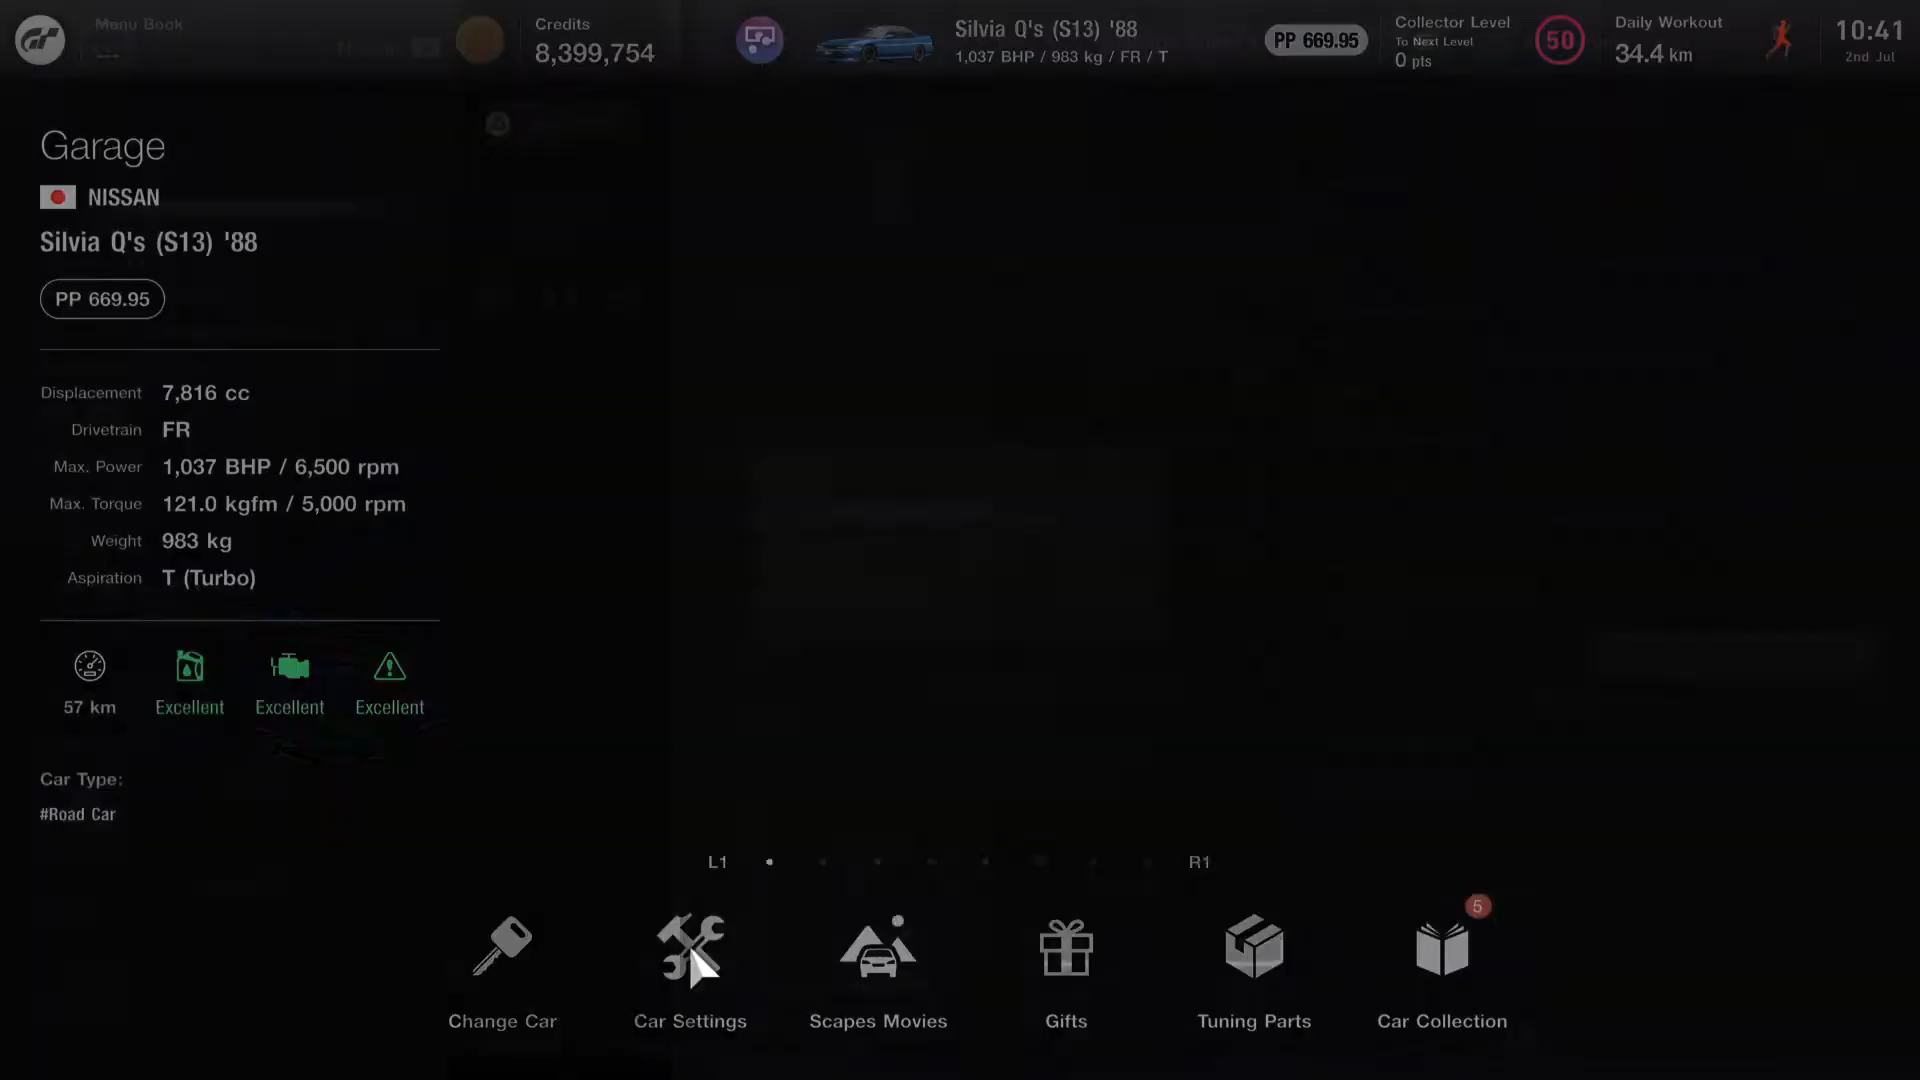 Menu Book
Credits
8,399,754
Silvia Q's (S13) '88
1,037 BHP / 983 kg / FR / T
PP 669.95
Collector Level
To Next Level
0 pts
50
Daily Workout
34.4 km
10:41
2nd Jul
Garage
NISSAN
Silvia Q's (S13) '88
PP 669.95
Displacement 7,816 cc
Drivetrain FR
Max. Power 1,037 BHP / 6,500 rpm
Max. Torque 121.0 kgfm / 5,000 rpm
Weight 983 kg
Aspiration T (Turbo)
57 km Excellent Excellent Excellent
Car Type:
#Road Car
L1 R1
5
Change Car Car Settings Scapes Movies Gifts Tuning Parts Car Collection